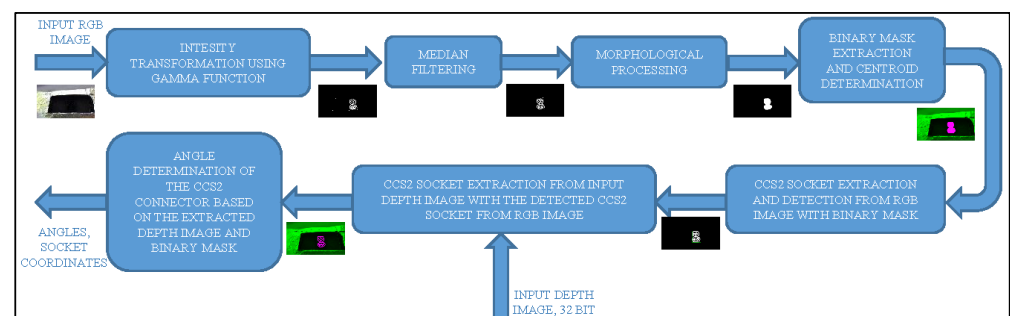 INPUT RGB
IMAGE
INTESITY
TRANSFORMATION USING
GAMMA FUNCTION
MEDIAN
FILTERING
MORPHOLOGICAL
PROCESSING
BINARY MASK
EXTRACTION
AND CENTROID
DETERMINATION
CCS2 SOCKET EXTRACTION
AND DETECTION FROM RGB
IMAGE WITH BINARY MASK
CCS2 SOCKET EXTRACTION FROM INPUT
DEPTH IMAGE WITH THE DETECTED CCS2
SOCKET FROM RGB IMAGE
INPUT DEPTH
IMAGE, 32 BIT
ANGLE
DETERMINATION OF
THE CCS2
CONNECTOR BASED
ON THE EXTRACTED
DEPTH IMAGE AND
BINARY MASK
ANGLES,
SOCKET
COORDINATES